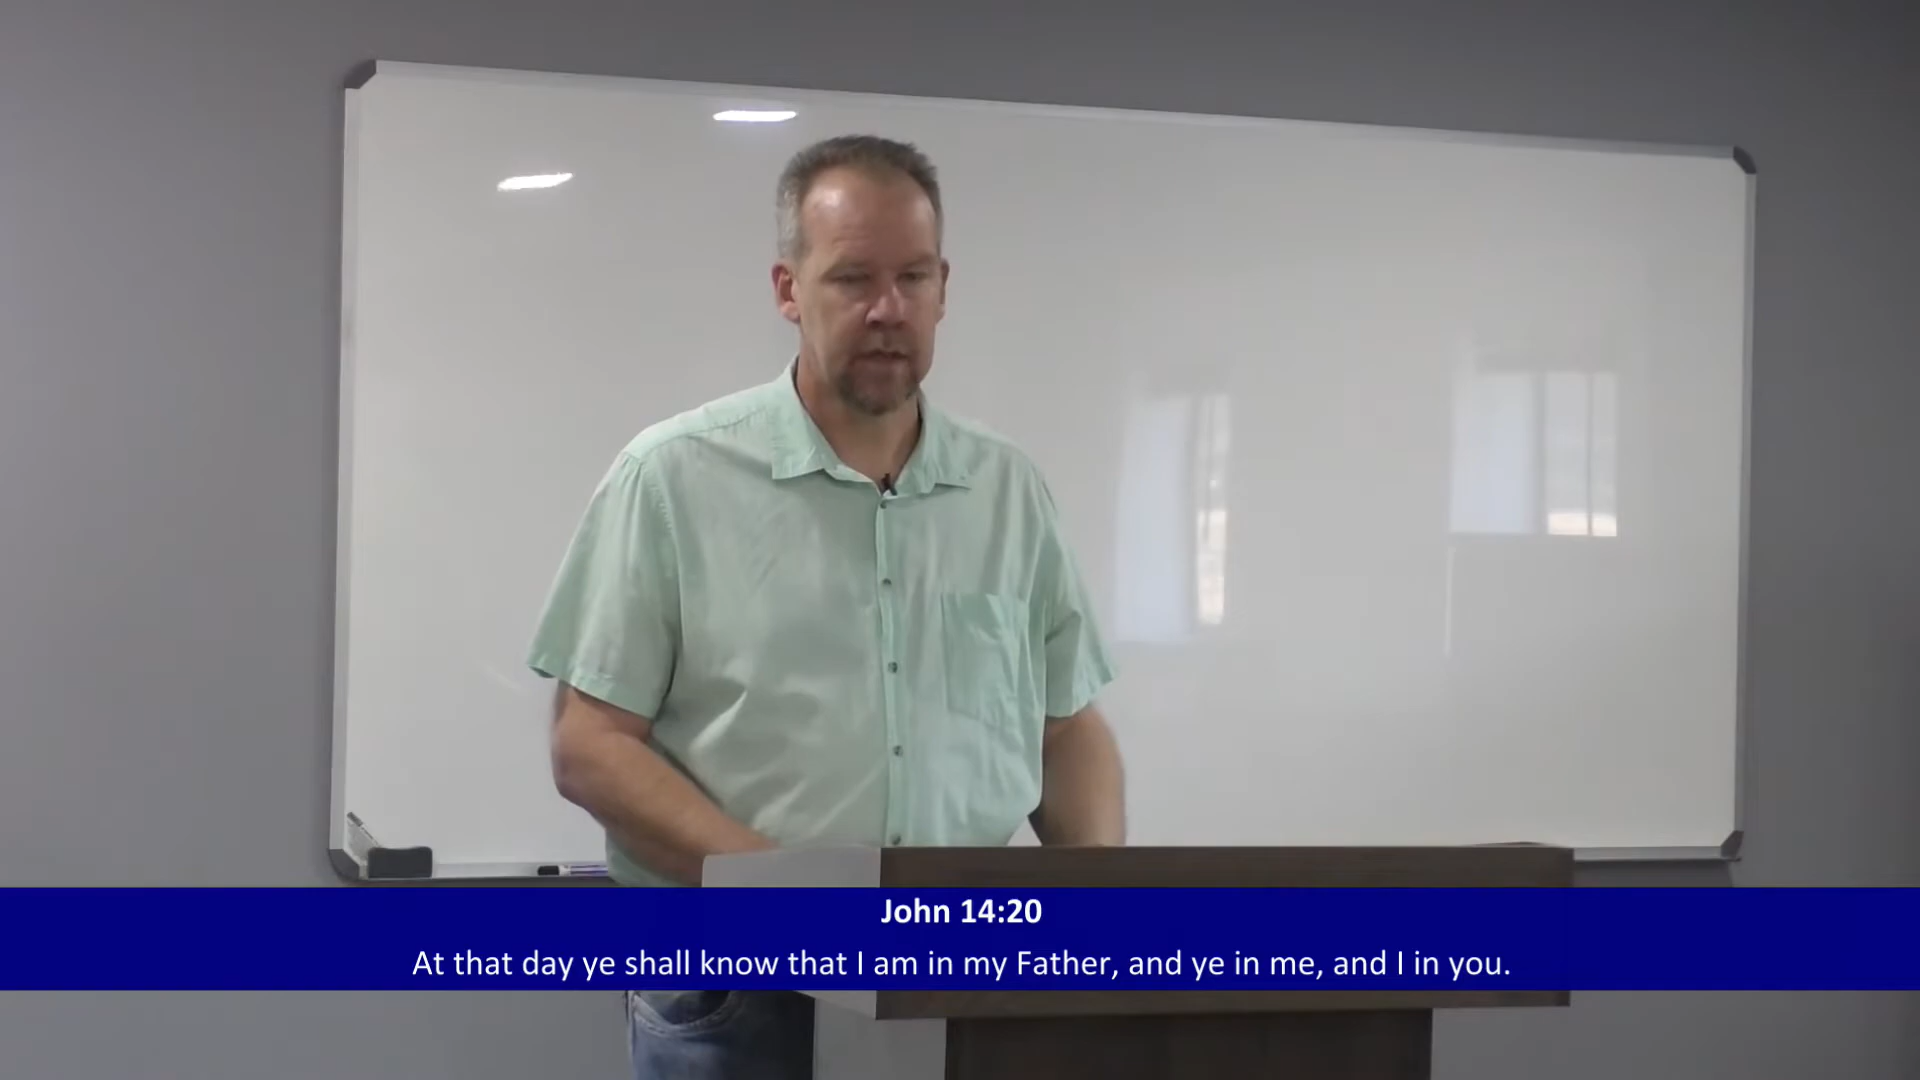 John 14:20
At that day ye shall know that I am in my Father, and ye in me, and I in you.